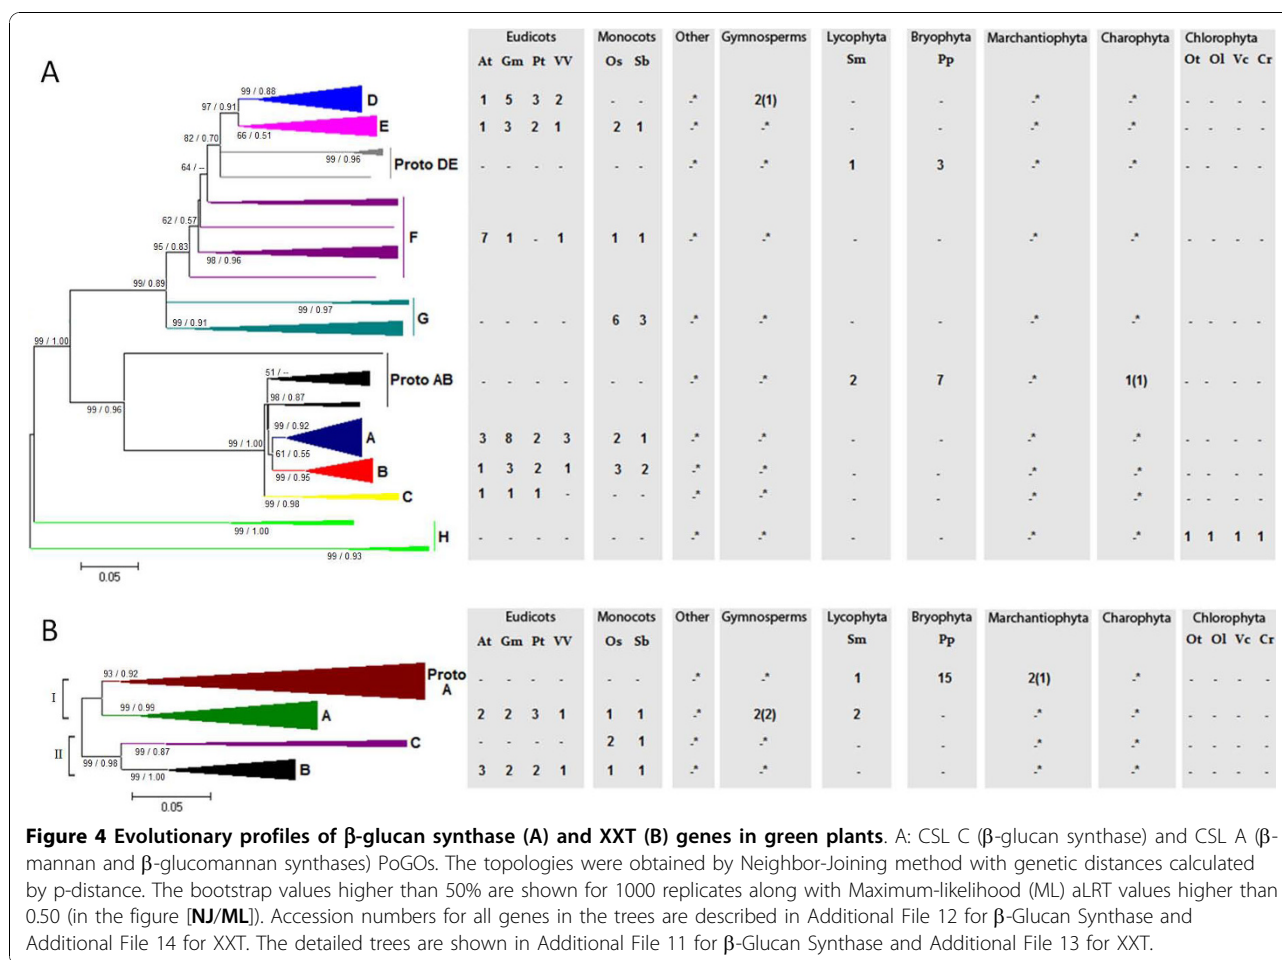 A
Eudicots Monocots Other Gymnosperms Lycophyta Bryophyta Marchantiophyta Charophyta Chlorophyta
At Gm Pt VV Os Sb Sm Pp Ot Ol Vc Cr
99 / 0.88
D 1 5 3 2 - - -* 2(1) - - -* -* - - - -
97 / 0.91
66 / 0.51
E 1 3 2 1 2 1 -* -* - - -* -* - - - -
82 / 0.70
99 / 0.96
Proto DE - - - - - - -* -* 1 3 -* -* - - - -
64 / --
62 / 0.57
F 7 1 - 1 1 1 -* -* - - -* -* - - - -
95 / 0.83
98 / 0.96
99/ 0.89
99 / 0.97
G - - - - 6 3 -* -* - - -* -* - - - -
99 / 0.91
99 / 1.00
51 / --
Proto AB - - - - - - -* -* 2 7 -* 1(1) - - - -
98 / 0.87
99 / 0.96
99 / 0.92
A 3 8 2 3 2 1 -* -* - - -* -* - - - -
99 / 1.00
61 / 0.55
B 1 3 2 1 3 2 -* -* - - -* -* - - - -
99 / 0.95
C 1 1 1 - - - -* -* - - -* -* - - - -
99 / 0.98
99 / 1.00
H - - - - - - -* -* - - -* -* 1 1 1 1
99 / 0.93
0.05
B
Eudicots Monocots Other Gymnosperms Lycophyta Bryophyta Marchantiophyta Charophyta Chlorophyta
At Gm Pt VV Os Sb Sm Pp Ot Ol Vc Cr
93 / 0.92
Proto A - - - - - - -* -* 1 15 2(1) -* - - - -
I
99 / 0.99
A 2 2 3 1 1 1 -* 2(2) 2 - -* -* - - - -
II
99 / 0.87
C - - - - 2 1 -* -* - - -* -* - - - -
99 / 0.98
99 / 1.00
B 3 2 2 1 1 1 -* -* - - -* -* - - - -
0.05
Figure 4 Evolutionary profiles of β-glucan synthase (A) and XXT (B) genes in green plants. A: CSL C (β-glucan synthase) and CSL A (β-
mannan and β-glucomannan synthases) PoGOs. The topologies were obtained by Neighbor-Joining method with genetic distances calculated
by p-distance. The bootstrap values higher than 50% are shown for 1000 replicates along with Maximum-likelihood (ML) aLRT values higher than
0.50 (in the figure [NJ/ML]). Accession numbers for all genes in the trees are described in Additional File 12 for β-Glucan Synthase and
Additional File 14 for XXT. The detailed trees are shown in Additional File 11 for β-Glucan Synthase and Additional File 13 for XXT.